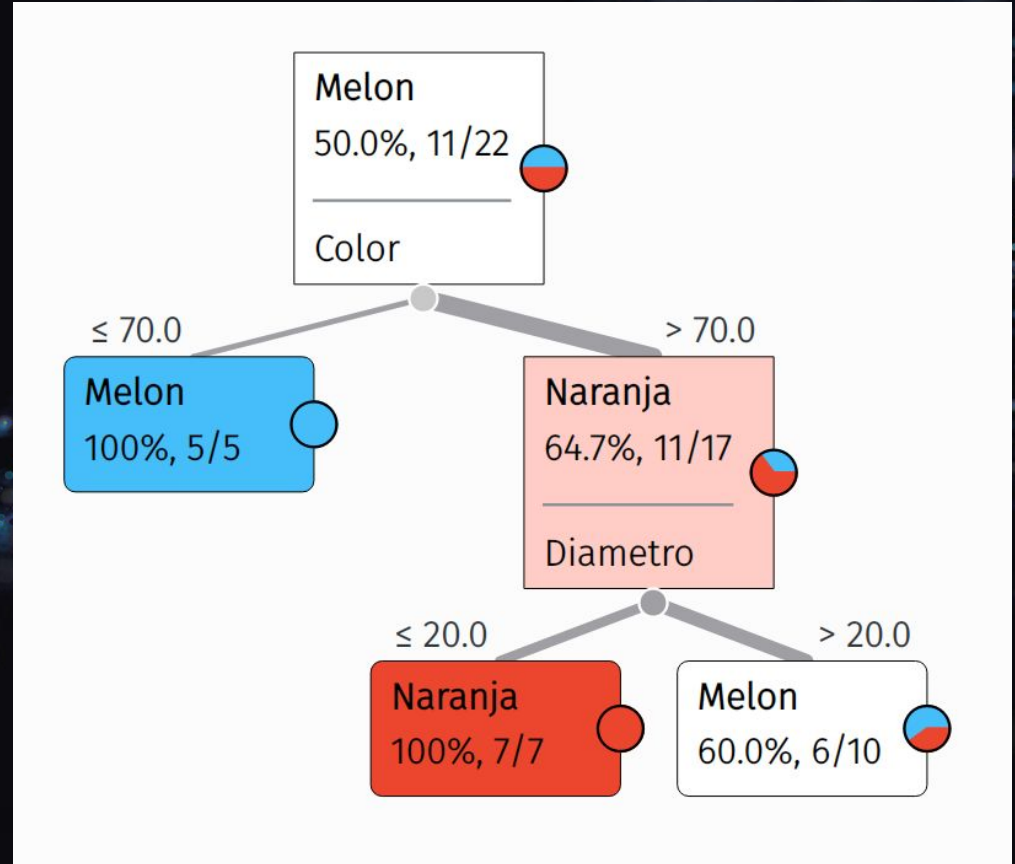 Melon
50.0%, 11/22
Color
≤ 70.0
> 70.0
Melon
100%, 5/5
Naranja
64.7%, 11/17
Diametro
≤ 20.0
> 20.0
Naranja
100%, 7/7
Melon
60.0%, 6/10